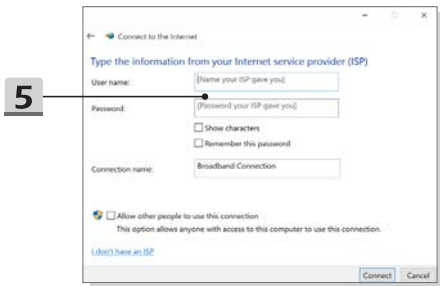 Connect to the Internet
Type the information from your Internet service provider (ISP)
User name:
[Name your ISP gave you]
5
Password:
[Password your ISP gave you]
Show characters
Remember this password
Connection name:
Broadband Connection
Allow other people to use this connection
This option allows anyone with access to this computer to use this connection.
I don't have an ISP
Connect Cancel